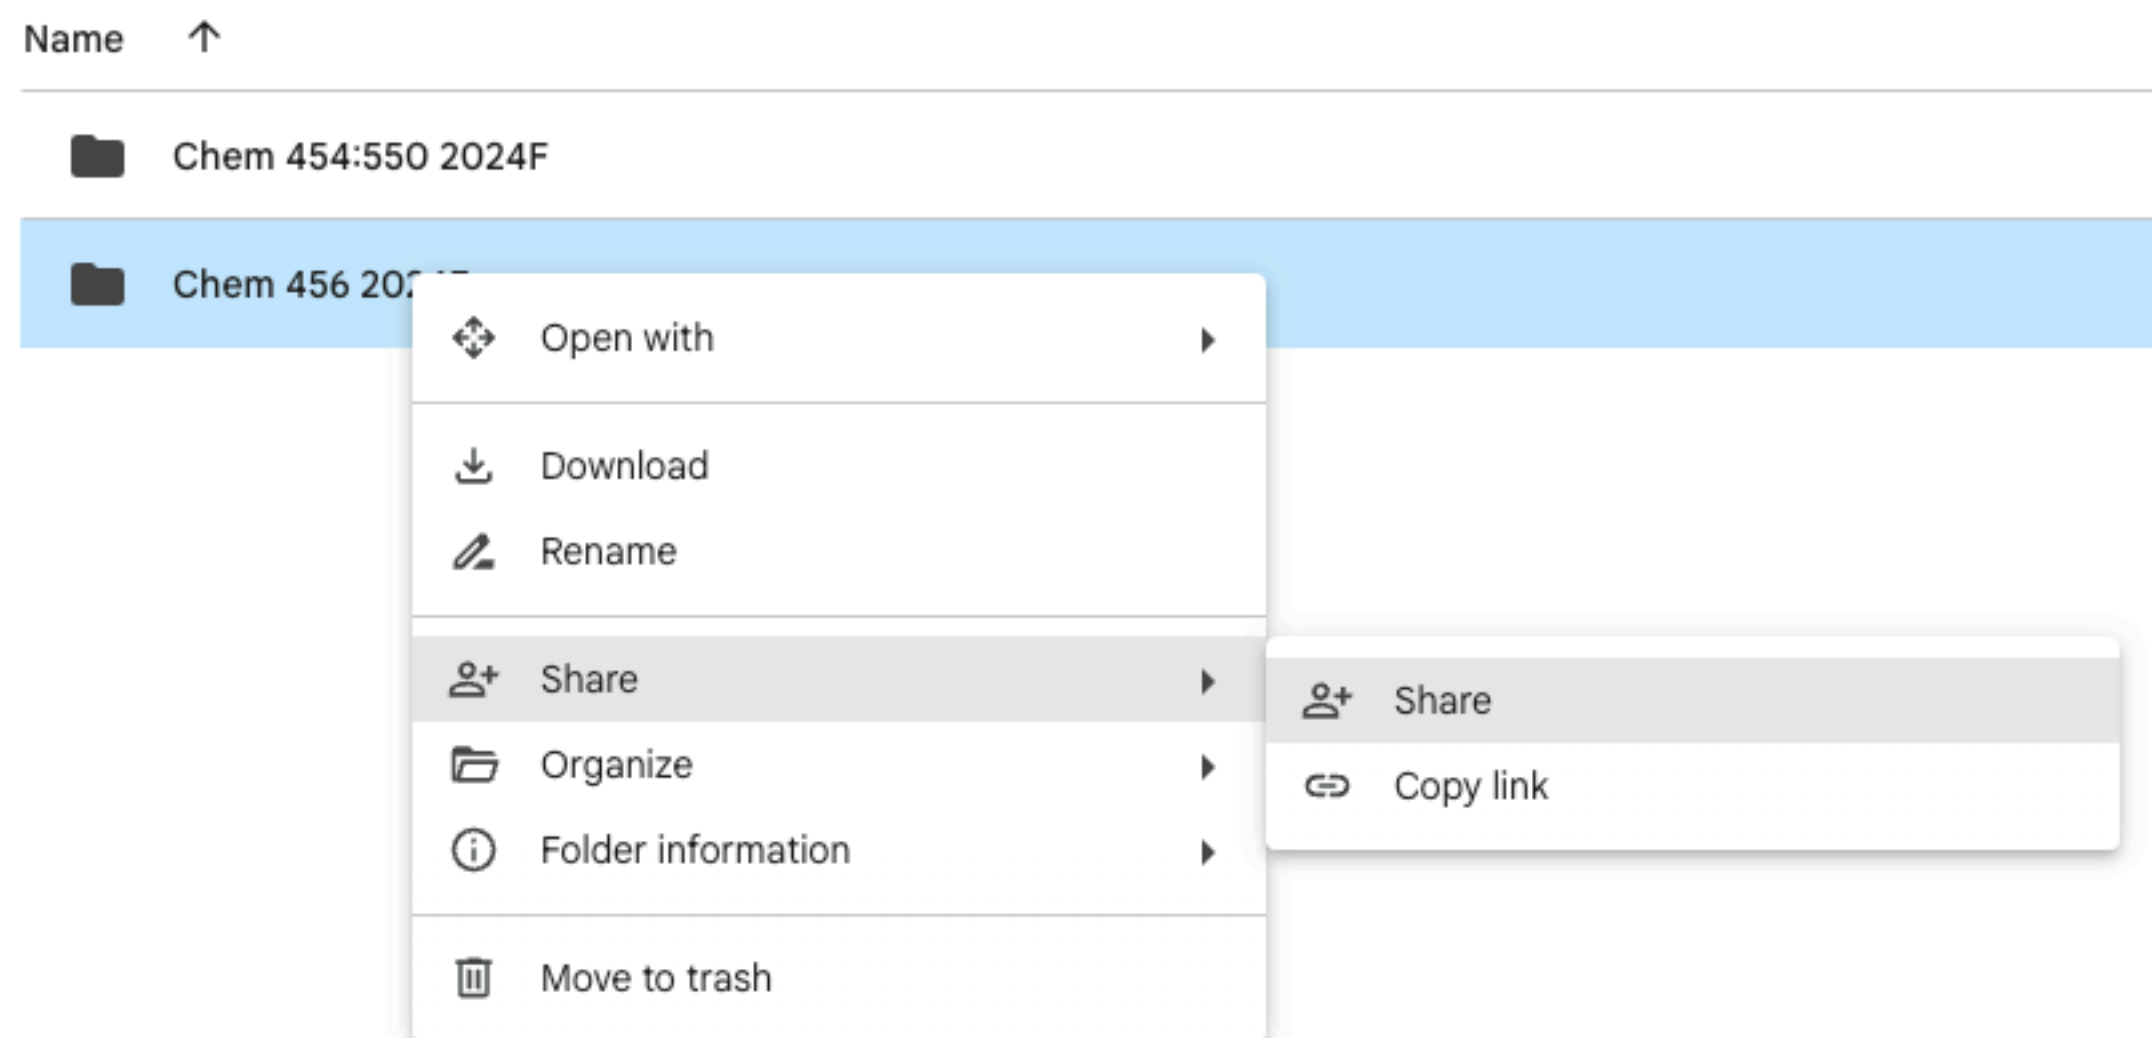 Name
Chem 454:550 2024F
Chem 456
Open with
Download
Rename
Share
Organize
Folder information
Move to trash
Share
Copy link